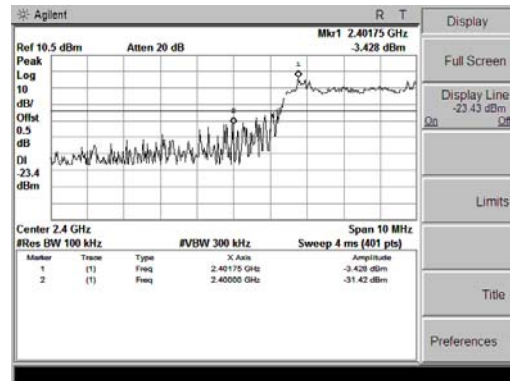 Agilent R T
Mkr1 2.40175 GHz
Ref 10.5 dBm Atten 20 dB -3.428 dBm
Peak
Log
10
dB/
Offst
0.5
dB
DI
-23.4
dBm
1
2
Center 2.4 GHz Span 10 MHz
#Res BW 100 kHz #VBW 300 kHz Sweep 4 ms (401 pts)
Marker Trace Type X Axis Amplitude
1 (1) Freq 2.40175 GHz -3.428 dBm
2 (1) Freq 2.40000 GHz -31.42 dBm
Display
Full Screen
Display Line
-23.43 dBm
On Off
Limits
Title
Preferences